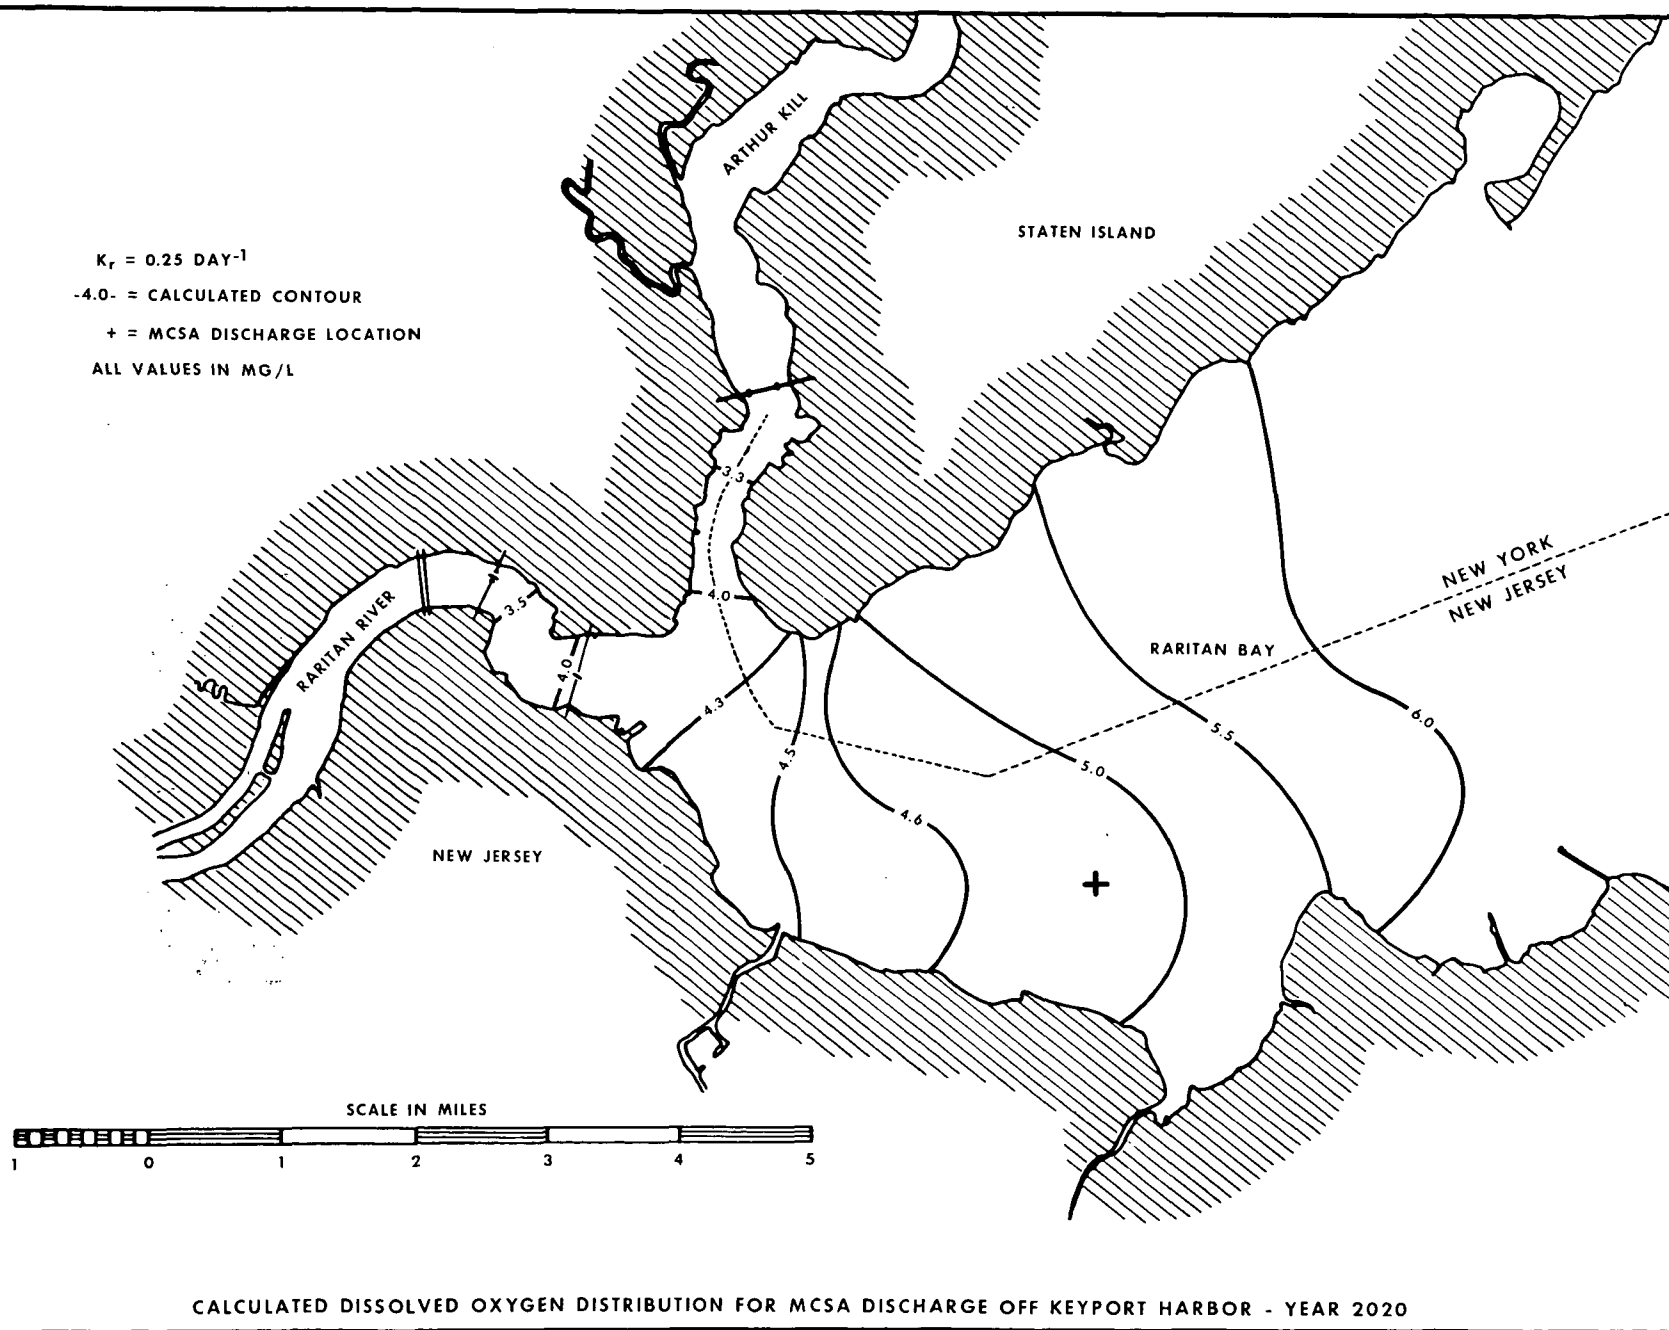 ARTHUR KILL
STATEN ISLAND
Kr = 0.25 DAY-1
-4.0- = CALCULATED CONTOUR
+ = MCSA DISCHARGE LOCATION
ALL VALUES IN MG/L
3.3
4.0
3.5
4.0
RARITAN RIVER
NEW YORK
NEW JERSEY
RARITAN BAY
4.3
4.5
4.6
5.0
5.5
6.0
NEW JERSEY
SCALE IN MILES
1 0 1 2 3 4 5
CALCULATED DISSOLVED OXYGEN DISTRIBUTION FOR MCSA DISCHARGE OFF KEYPORT HARBOR - YEAR 2020